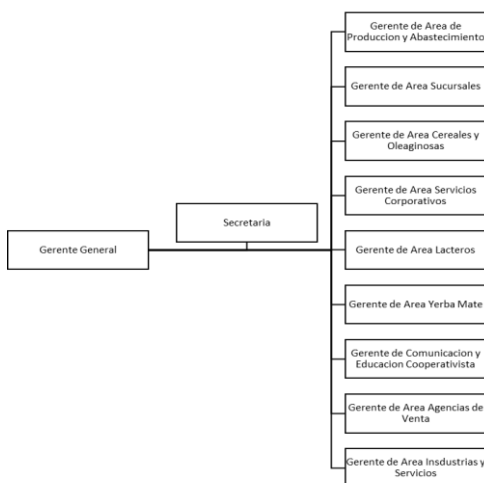 Gerente de Area de
Produccion y Abastecimiento
Gerente de Area Sucursales
Gerente de Area Cereales y
Oleaginosas
Gerente de Area Servicios
Corporativos
Secretaria
Gerente General
Gerente de Area Lacteros
Gerente de Area Yerba Mate
Gerente de Comunicacion y
Educacion Cooperativista
Gerente de Area Agencias de
Venta
Gerente de Area Insdustrias y
Servicios